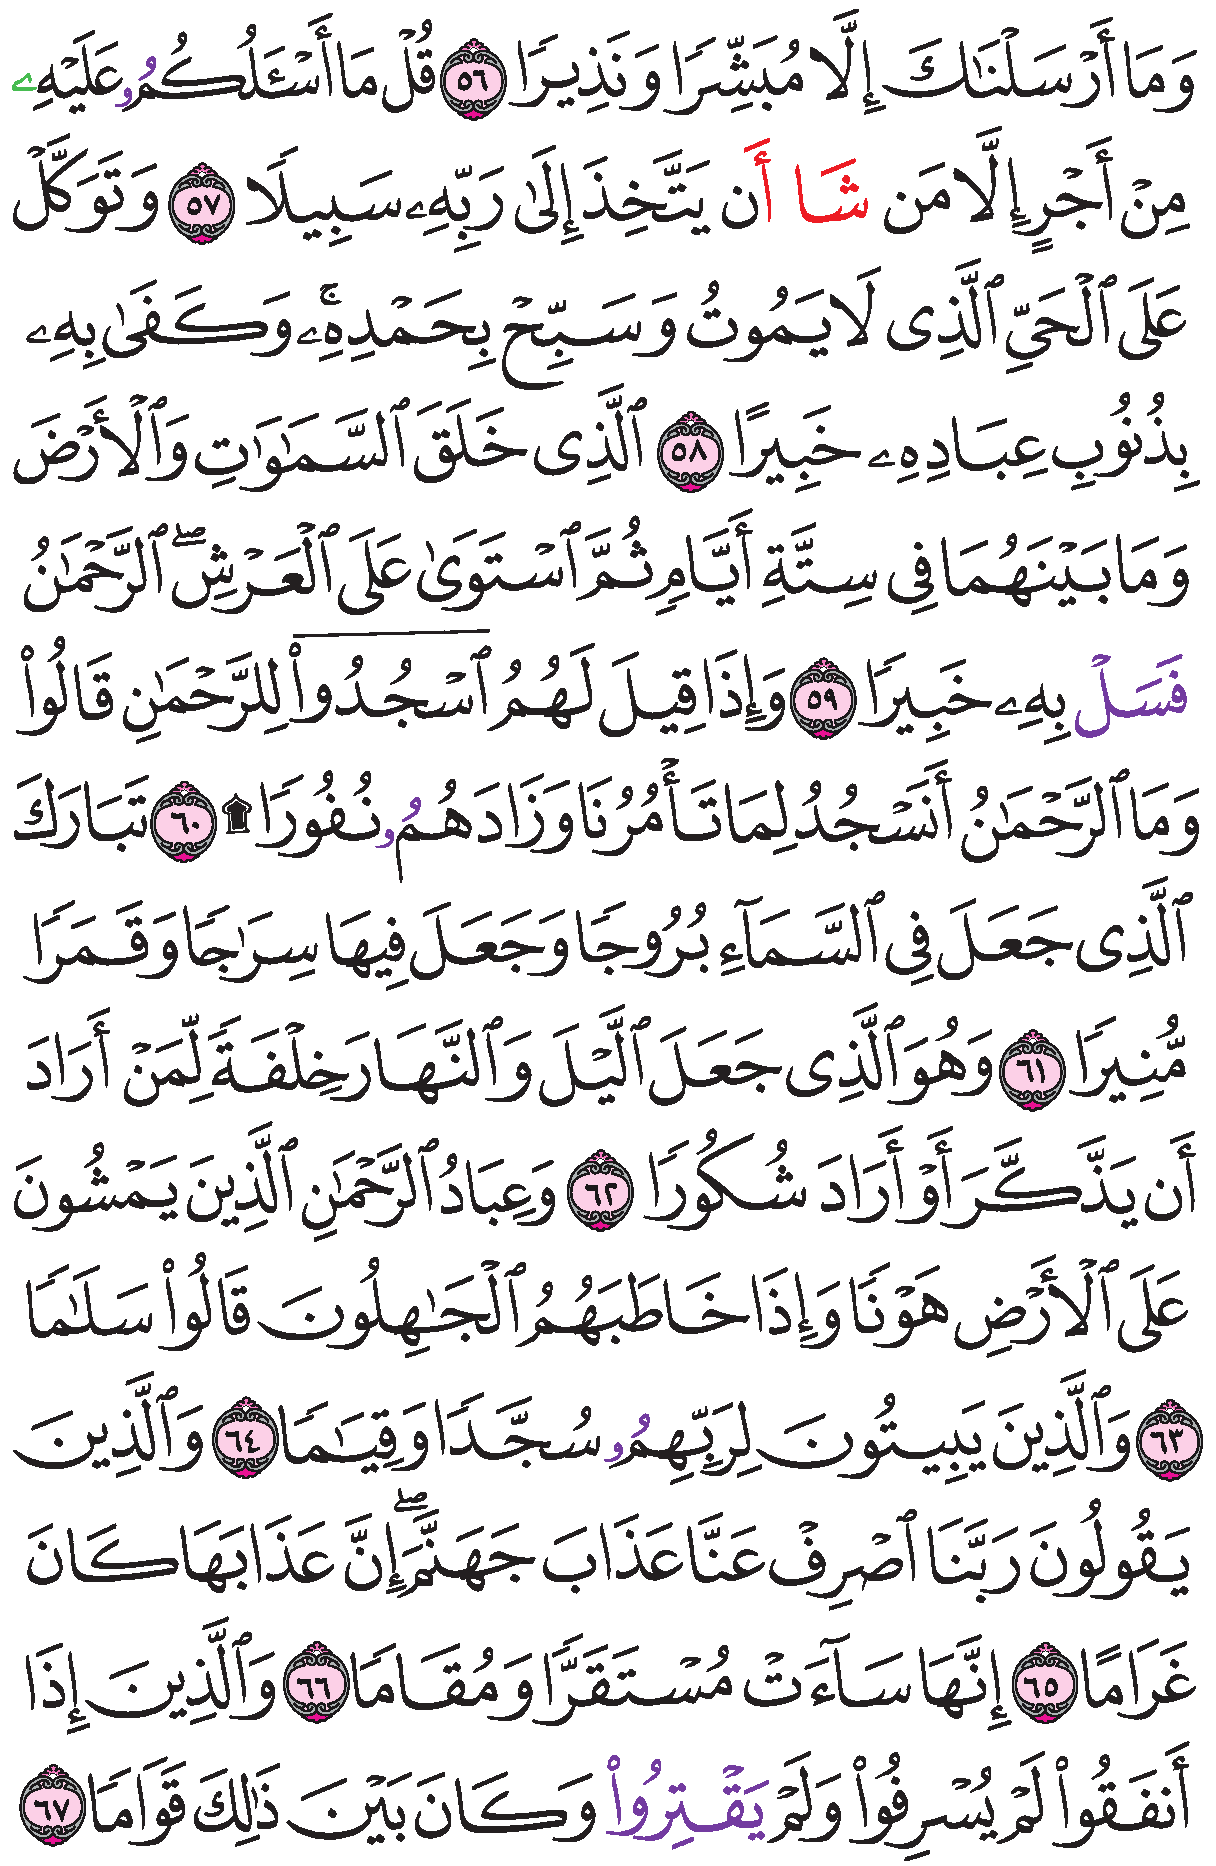 وَمَآ أَرۡسَلۡنَٰكَ إِلَّا مُبَشِّرٗا وَنَذِيرٗا ٥٦ قُلۡ مَا أَسۡـَٔلُكُمُۥ عَلَيۡهِۦ
مِنۡ أَجۡرٍ إِلَّا مَن شَا أَن يَتَّخِذَ إِلَىٰ رَبِّهِۦ سَبِيلٗا ٥٧ وَتَوَكَّلۡ
عَلَى ٱلۡحَيِّ ٱلَّذِى لَا يَمُوتُ وَسَبِّحۡ بِحَمۡدِهِۦۚ وَكَفَىٰ بِهِۦ
بِذُنُوبِ عِبَادِهِۦ خَبِيرًا ٥٨ ٱلَّذِى خَلَقَ ٱلسَّمَٰوَٰتِ وَٱلۡأَرۡضَ
وَمَا بَيۡنَهُمَا فِى سِتَّةِ أَيَّامٖ ثُمَّ ٱسۡتَوَىٰ عَلَى ٱلۡعَرۡشِۖ ٱلرَّحۡمَٰنُ
فَسَلۡ بِهِۦ خَبِيرٗا ٥٩ وَإِذَا قِيلَ لَهُمُ ٱسۡجُدُواْ لِلرَّحۡمَٰنِ قَالُواْ
وَمَا ٱلرَّحۡمَٰنُ أَنَسۡجُدُ لِمَا تَأۡمُرُنَا وَزَادَهُمُۥ نُفُورٗا ۩ ٦٠ تَبَارَكَ
ٱلَّذِى جَعَلَ فِى ٱلسَّمَآءِ بُرُوجٗا وَجَعَلَ فِيهَا سِرَٰجٗا وَقَمَرٗا
مُّنِيرٗا ٦١ وَهُوَ ٱلَّذِى جَعَلَ ٱلَّيۡلَ وَٱلنَّهَارَ خِلۡفَةٗ لِّمَنۡ أَرَادَ
أَن يَذَّكَّرَ أَوۡ أَرَادَ شُكُورٗا ٦٢ وَعِبَادُ ٱلرَّحۡمَٰنِ ٱلَّذِينَ يَمۡشُونَ
عَلَى ٱلۡأَرۡضِ هَوۡنٗا وَإِذَا خَاطَبَهُمُ ٱلۡجَٰهِلُونَ قَالُواْ سَلَٰمٗا
٦٣ وَٱلَّذِينَ يَبِيتُونَ لِرَبِّهِمُۥ سُجَّدٗا وَقِيَٰمٗا ٦٤ وَٱلَّذِينَ
يَقُولُونَ رَبَّنَا ٱصۡرِفۡ عَنَّا عَذَابَ جَهَنَّمَۖ إِنَّ عَذَابَهَا كَانَ
غَرَامًا ٦٥ إِنَّهَا سَآءَتۡ مُسۡتَقَرّٗا وَمُقَامٗا ٦٦ وَٱلَّذِينَ إِذَا
أَنفَقُواْ لَمۡ يُسۡرِفُواْ وَلَمۡ يَقۡتِرُواْ وَكَانَ بَيۡنَ ذَٰلِكَ قَوَامٗا ٦٧